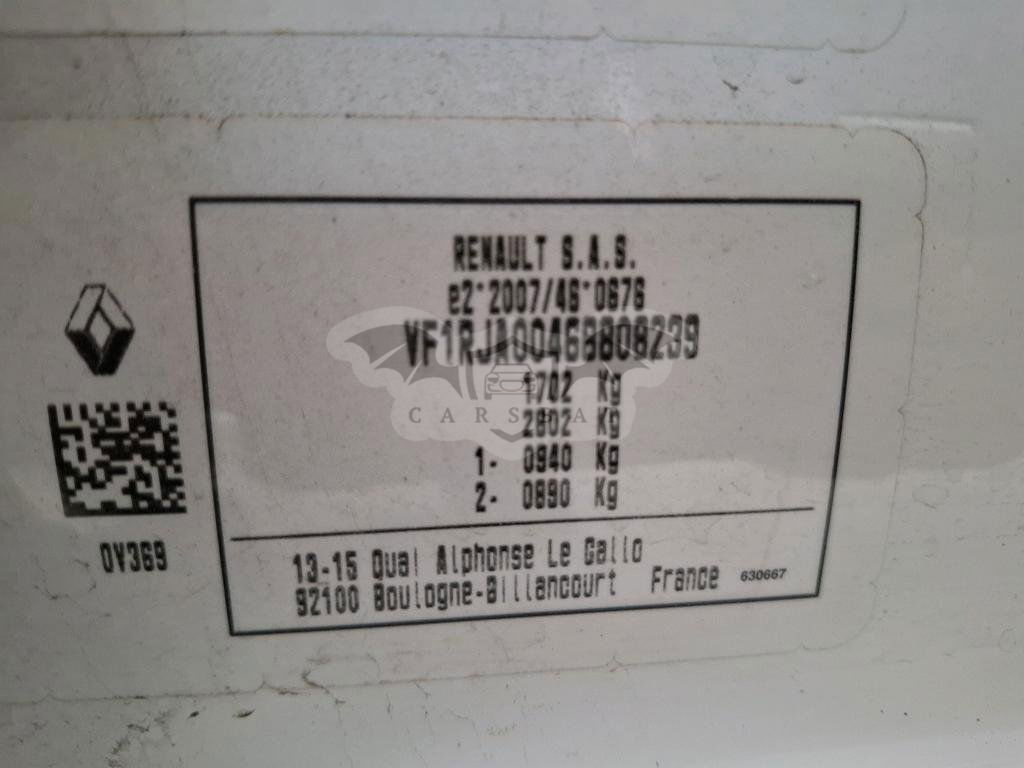 RENAULT S.A.S.
e2*2007/46*0676
VF1RJA00468808239
1702 Kg
2802 Kg
1- 0940 Kg
2- 0890 Kg
0V369
13-15 Quai Alphonse Le Gallo
92100 Boulogne-Billancourt France 630667